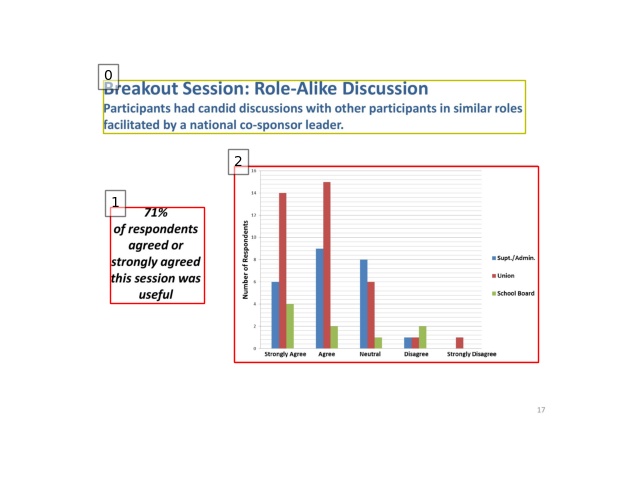 0
Breakout Session: Role-Alike Discussion
Participants had candid discussions with other participants in similar roles
facilitated by a national co-sponsor leader.
1
71%
of respondents
agreed or
strongly agreed
this session was
useful
2
Number of Respondents
16
14
12
10
8
6
4
2
0
Strongly Agree
Agree
Neutral
Disagree
Strongly Disagree
Supt./Admin.
Union
School Board
17